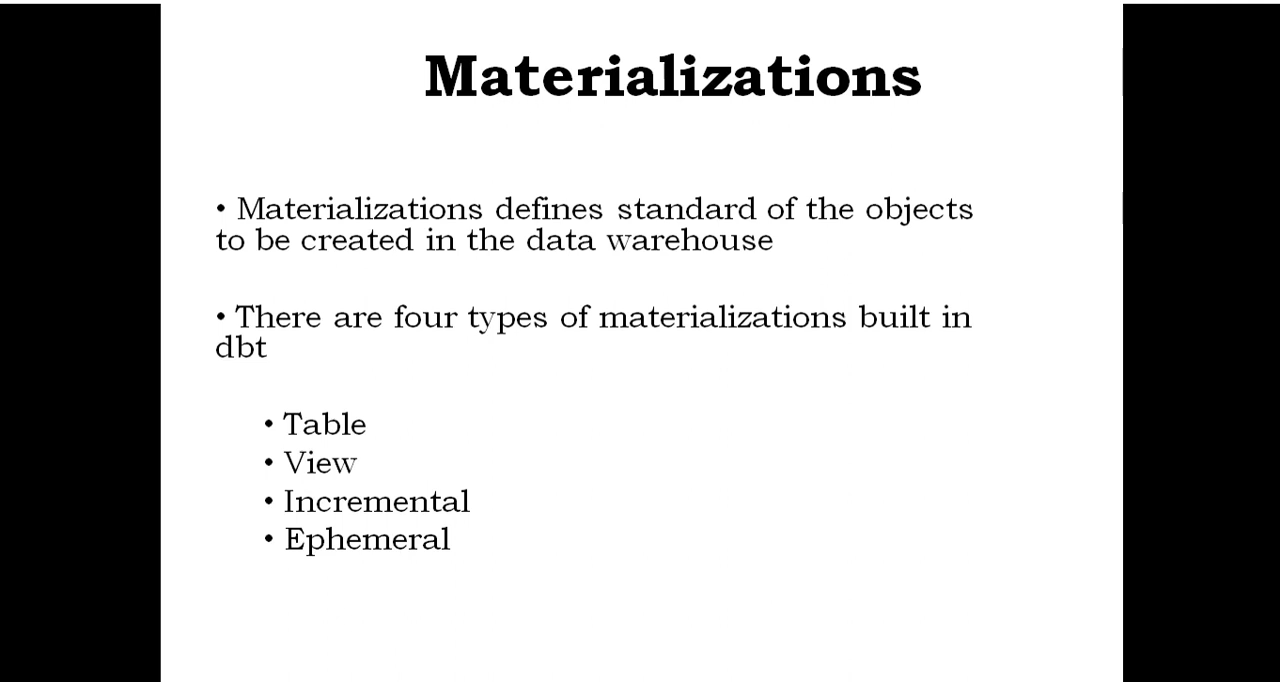 Materializations
• Materializations defines standard of the objects
to be created in the data warehouse
• There are four types of materializations built in
dbt
• Table
• View
• Incremental
• Ephemeral